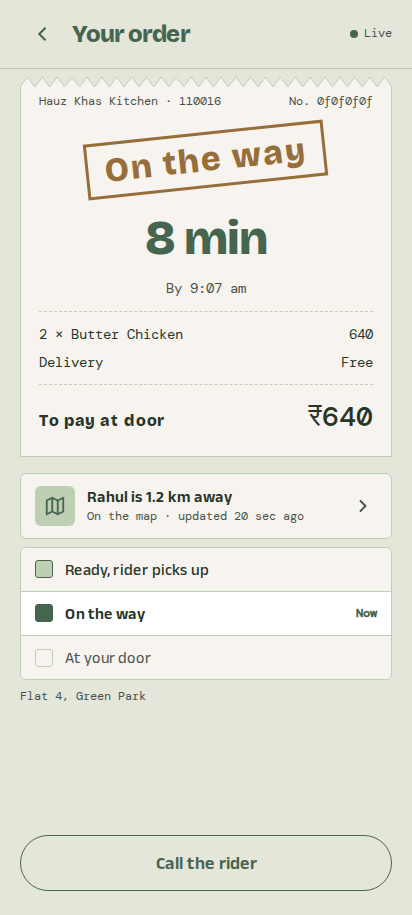 Your order
Live
Hauz Khas Kitchen · 110016
No. 0f0f0f0f
On the way
8 min
By 9:07 am
2 × Butter Chicken 640
Delivery Free
To pay at door ₹640
Rahul is 1.2 km away
On the map · updated 20 sec ago
Ready, rider picks up
On the way Now
At your door
Flat 4, Green Park
Call the rider